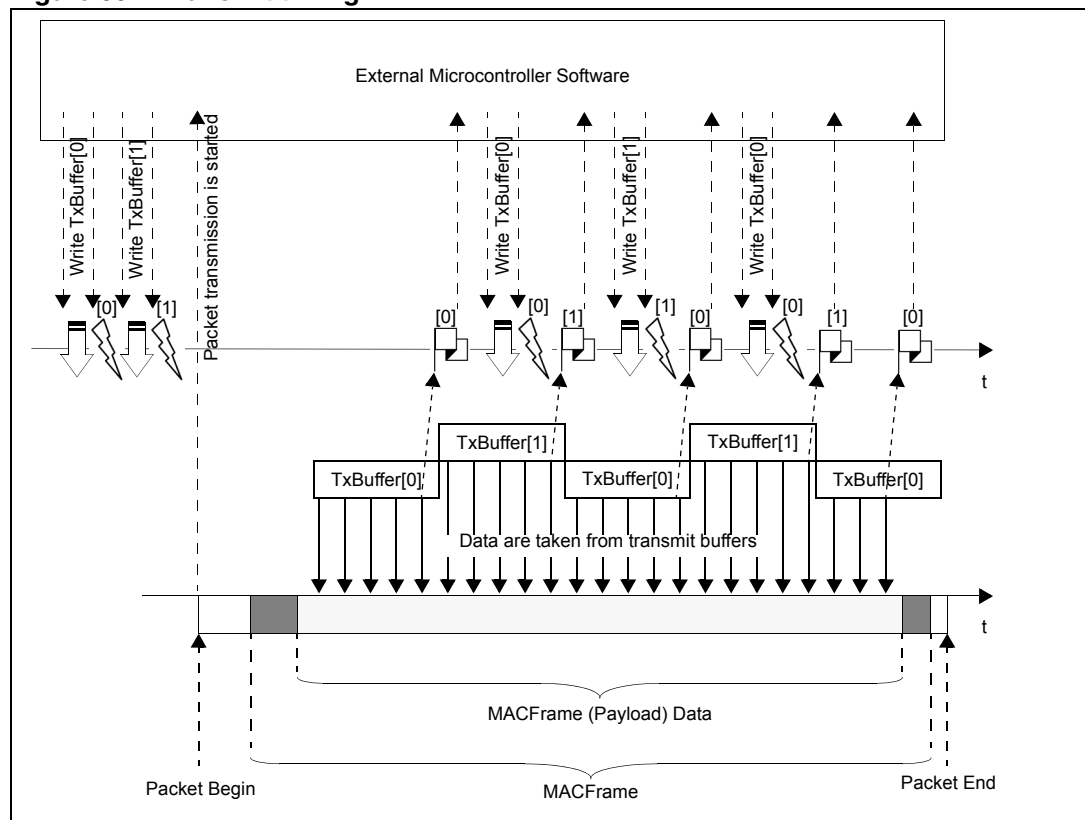 External Microcontroller Software
Write TxBuffer[0]
Write TxBuffer[1]
Packet transmission is started
Write TxBuffer[0]
Write TxBuffer[1]
Write TxBuffer[0]
[0]
[1]
[0]
[0]
[1]
[1]
[0]
[0]
[1]
[0]
t
TxBuffer[1]
TxBuffer[1]
TxBuffer[0]
TxBuffer[0]
TxBuffer[0]
Data are taken from transmit buffers
t
MACFrame (Payload) Data
Packet Begin
MACFrame
Packet End